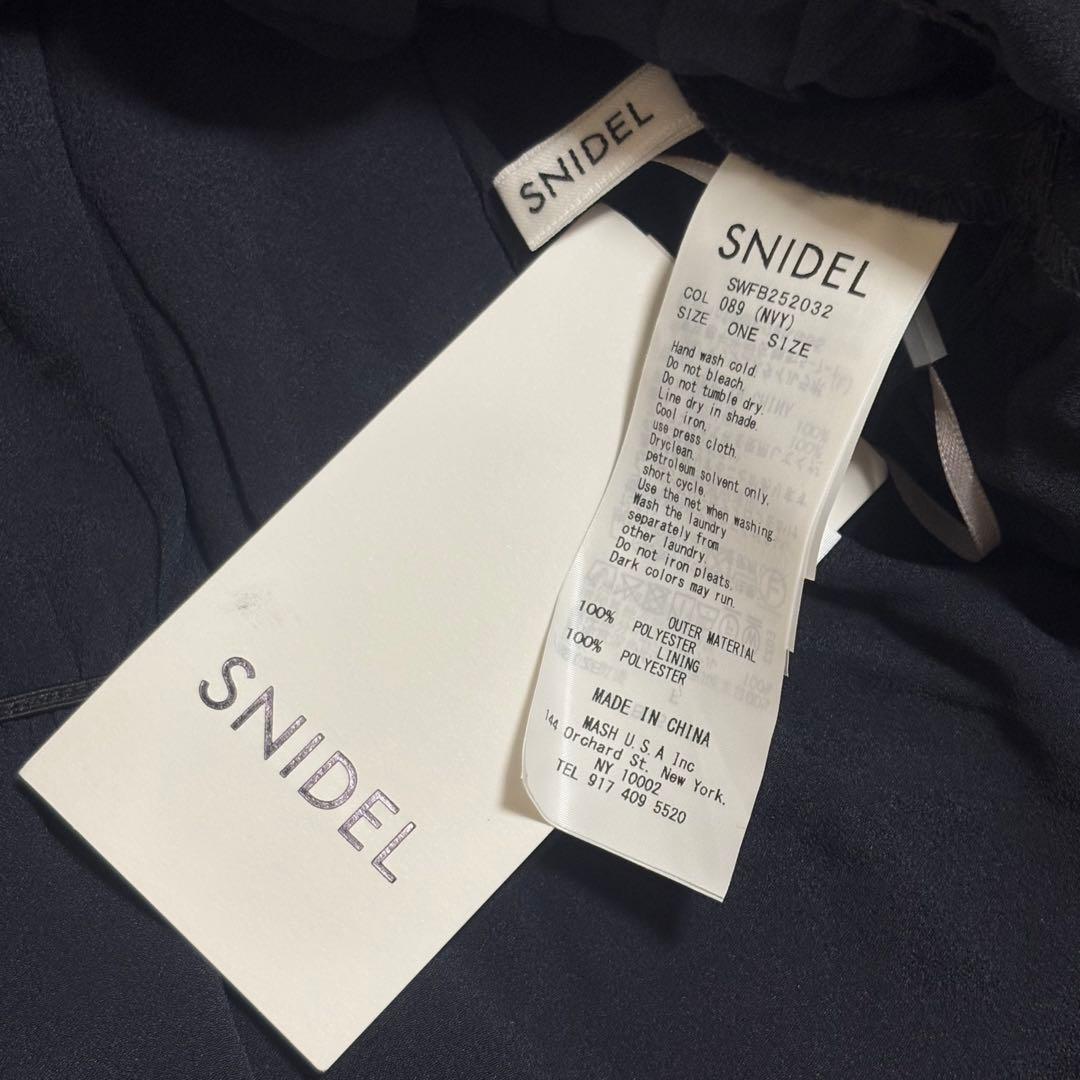 SNIDEL
SNIDEL
SWFB252032
COL 089 (NVY)
SIZE ONE SIZE
Hand wash cold.
Do not bleach.
Do not tumble dry.
Line dry in shade.
Cool iron.
use press cloth.
Dryclean.
petroleum solvent only.
short cycle.
Use the net when washing.
Wash the laundry
separately from
other laundry.
Do not iron pleats.
Dark colors may run.
OUTER MATERIAL
100% POLYESTER
LINING
100% POLYESTER
MADE IN CHINA
MASH U.S.A Inc
144 Orchard St. New York.
NY 10002
TEL 917 409 5520
SNIDEL